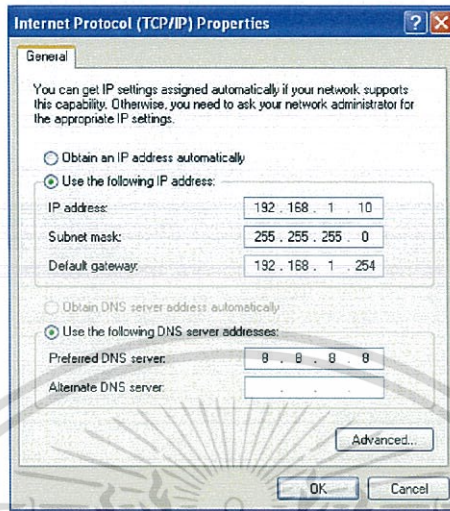 Internet Protocol (TCP/IP) Properties
General
You can get IP settings assigned automatically if your network supports
this capability. Otherwise, you need to ask your network administrator for
the appropriate IP settings.
Obtain an IP address automatically
Use the following IP address:
IP address: 192 . 168 . 1 . 10
Subnet mask: 255 . 255 . 255 . 0
Default gateway: 192 . 168 . 1 . 254
Obtain DNS server address automatically
Use the following DNS server addresses:
Preferred DNS server: 8 . 8 . 8 . 8
Alternate DNS server: . . .
Advanced...
OK Cancel